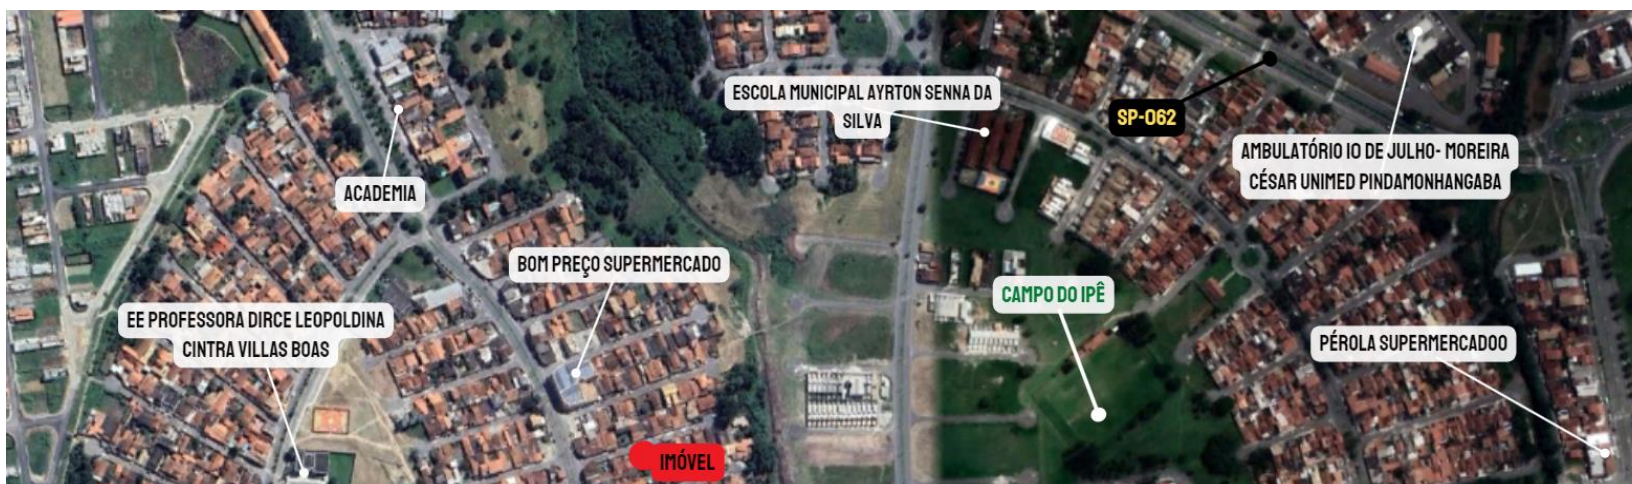 ESCOLA MUNICIPAL AYRTON SENNA DA
SILVA
SP-062
AMBULATÓRIO 10 DE JULHO- MOREIRA
CÉSAR UNIMED PINDAMONHANGABA
ACADEMIA
BOM PREÇO SUPERMERCADO
CAMPO DO IPÊ
EE PROFESSORA DIRCE LEOPOLDINA
CINTRA VILLAS BOAS
PÉROLA SUPERMERCADOO
IMÓVEL